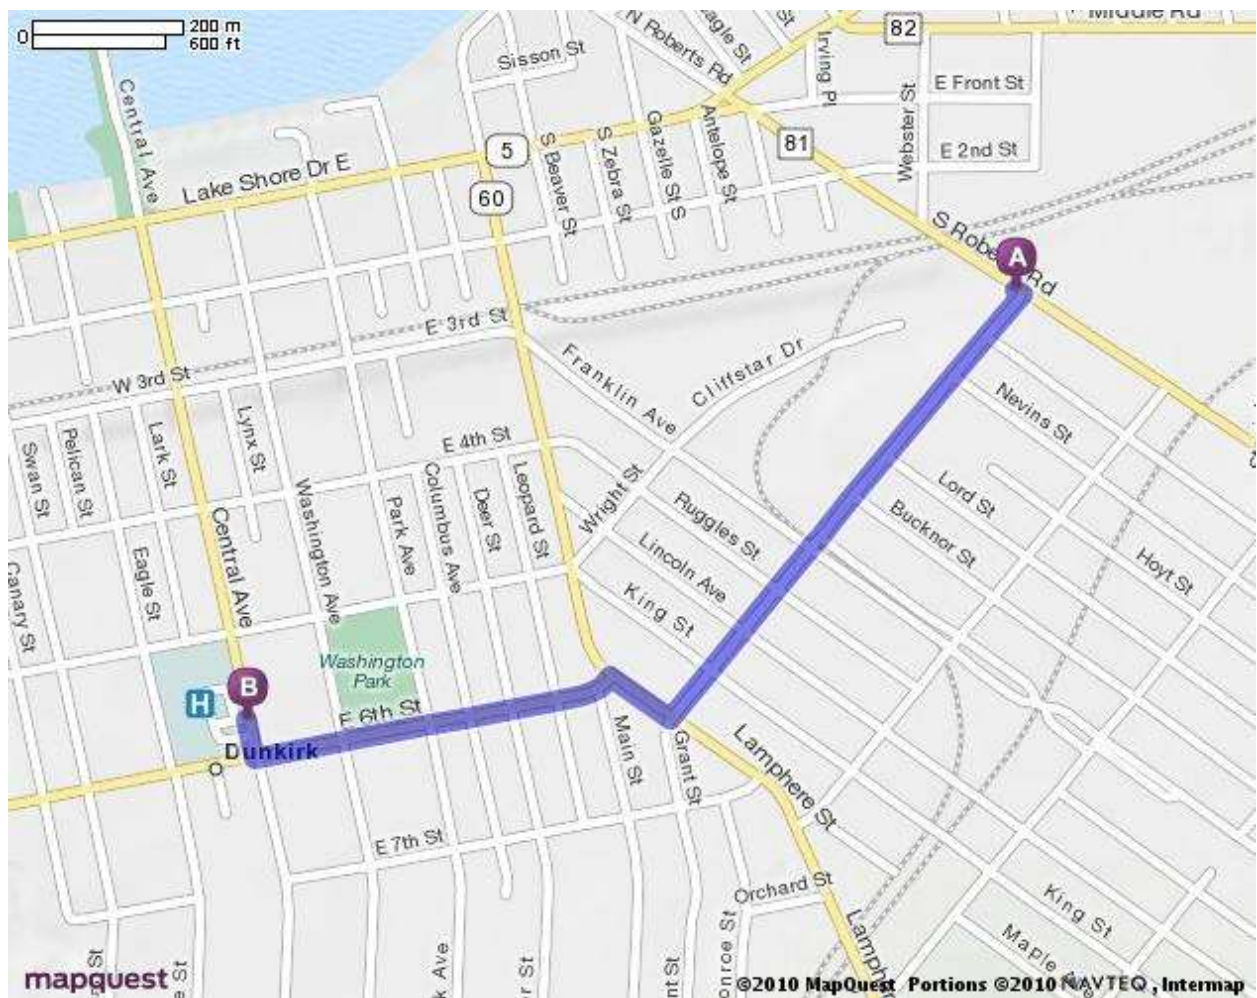 0
200 m
600 ft
Central Ave
Sisson St
N Roberts Rd
Eagle St
St
Irving Pl
82
Middle Rd
E Front St
Webster St
E 2nd St
81
Antelope St
Gazelle St S
S Zebra St
S Beaver St
5
60
Lake Shore Dr E
S Roberts Rd
A
E 3rd St
W 3rd St
Franklin Ave
Cliffstar Dr
Nevins St
Swan St
Pelican St
Lark St
Lynx St
E 4th St
Wright St
Lord St
Bucknor St
Hoyt St
Central Ave
Washington Ave
Park Ave
Columbus Ave
Deer St
Leopard St
Ruggles St
Lincoln Ave
King St
Canary St
Eagle St
Washington
Park
B
H
E 6th St
Dunkirk
Main St
Grant St
Lamphere St
E 7th St
Orchard St
King St
Maple Ave
St
mapquest
©2010 MapQuest Portions ©2010 NAVTEQ, Intermap